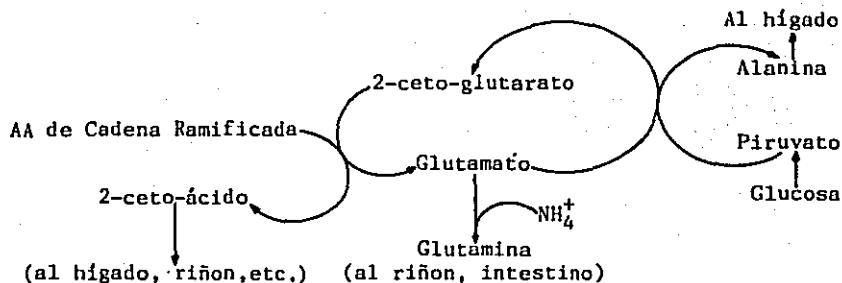 Al hígado
Alanina
2-ceto-glutarato
AA de Cadena Ramificada
Piruvato
Glutamato
Glucosa
2-ceto-ácido
NH4+
Glutamina
(al hígado, riñon,etc.) (al riñon, intestino)